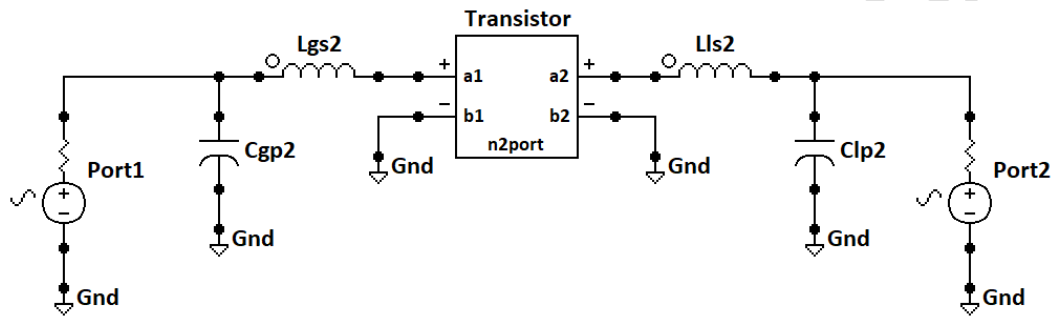 Transistor
Lgs2
Lls2
+
a1
a2
+
−
b1
b2
−
n2port
Port1
Cgp2
Gnd
Gnd
Clp2
Port2
+
−
+
−
Gnd
Gnd
Gnd
Gnd